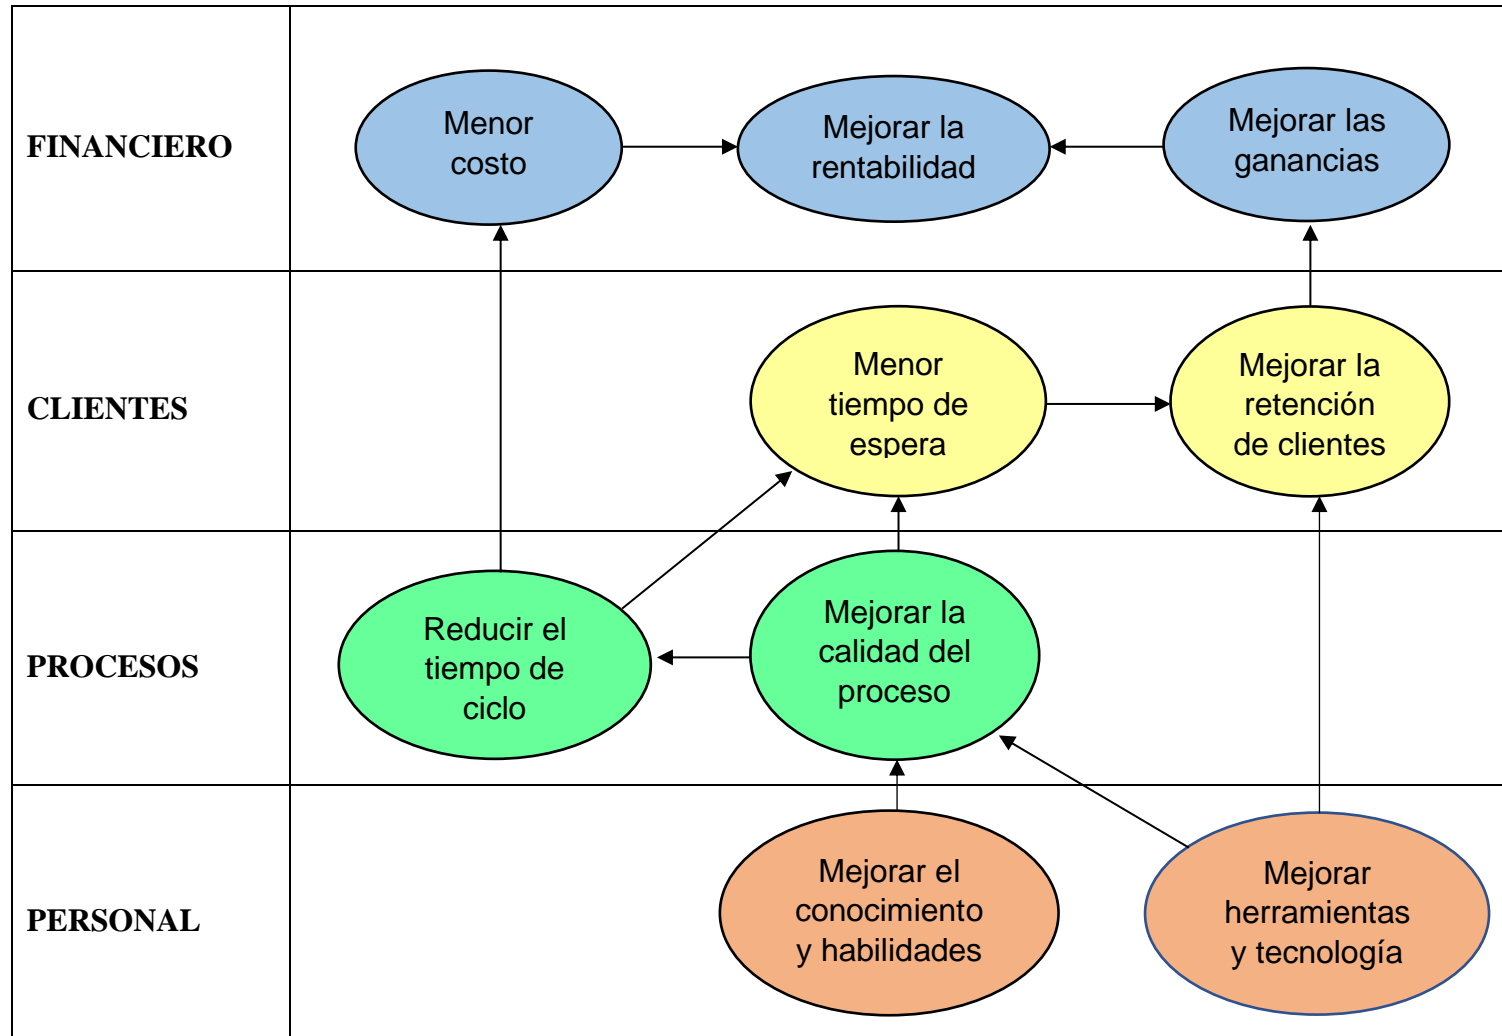 FINANCIERO
Menor
costo
Mejorar la
rentabilidad
Mejorar las
ganancias
CLIENTES
Menor
tiempo de
espera
Mejorar la
retención
de clientes
PROCESOS
Reducir el
tiempo de
ciclo
Mejorar la
calidad del
proceso
PERSONAL
Mejorar el
conocimiento
y habilidades
Mejorar
herramientas
y tecnología